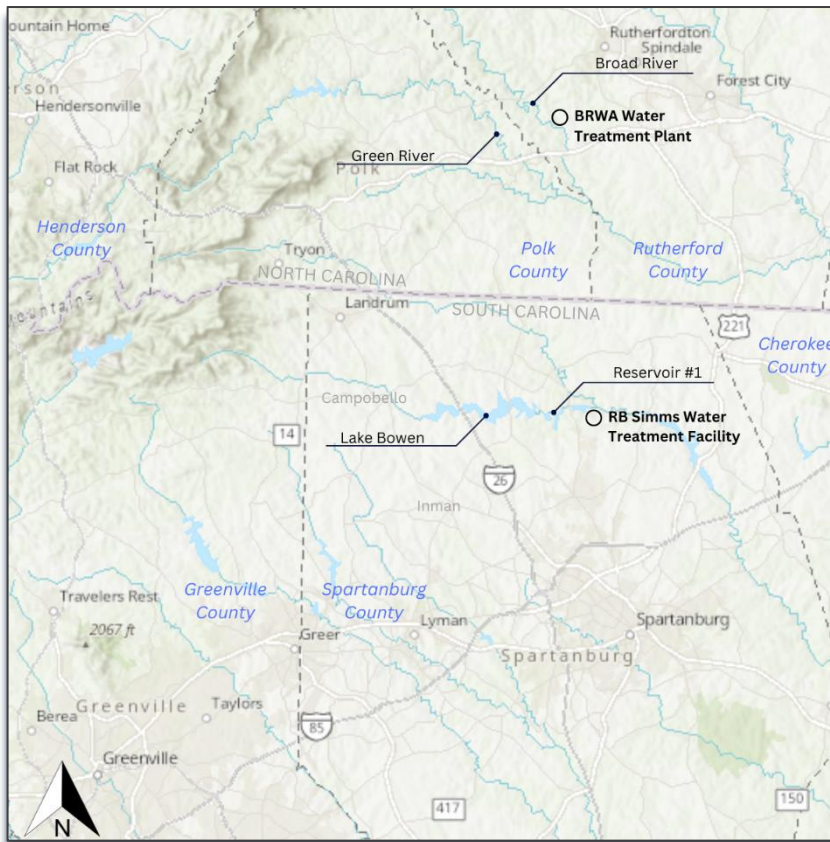 ountain Home
Rutherfordton
Spindale
Broad River
erson
Forest City
Hendersonville
BRWA Water
Treatment Plant
Green River
Flat Rock
Polk
Henderson
County
Tryon
Polk
County
Rutherford
County
NORTH CAROLINA
Mountains
Landrum
SOUTH CAROLINA
221
Cherokee
County
Reservoir #1
Campobello
RB Simms Water
Treatment Facility
14
Lake Bowen
26
Inman
Greenville
County
Spartanburg
County
Travelers Rest
2067 ft
Lyman
Spartanburg
Greer
Spartanburg
Greenville
Taylors
Berea
85
Greenville
417
150
N